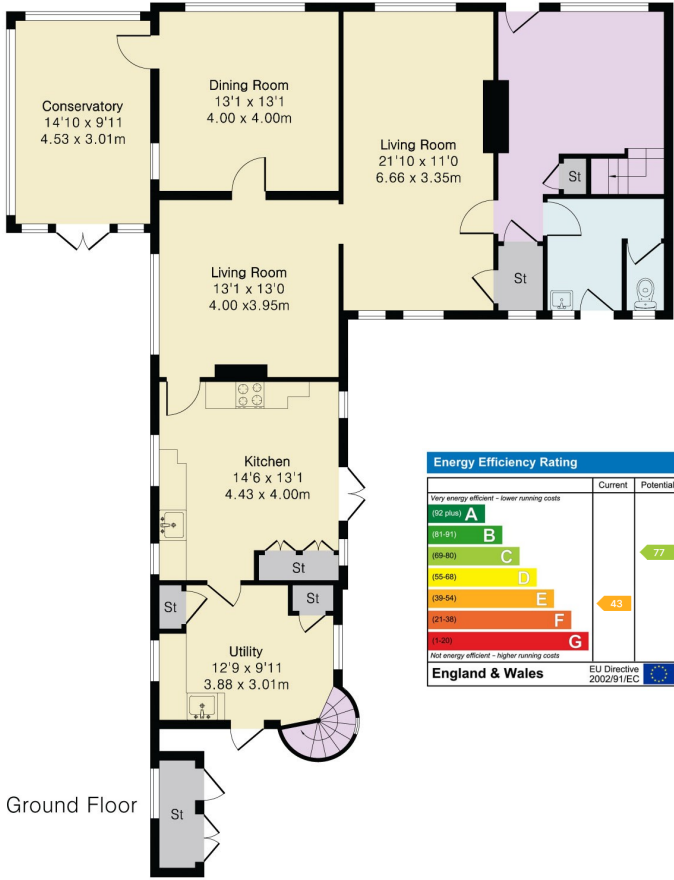 Conservatory
14'10 x 9'11
4.53 x 3.01m
Dining Room
13'1 x 13'1
4.00 x 4.00m
Living Room
21'10 x 11'0
6.66 x 3.35m
St
St
Living Room
13'1 x 13'0
4.00 x3.95m
Kitchen
14'6 x 13'1
4.43 x 4.00m
St
St
St
Utility
12'9 x 9'11
3.88 x 3.01m
St
Ground Floor
Energy Efficiency Rating
Current Potential
Very energy efficient - lower running costs
(92 plus) A
(81-91) B
(69-80) C
77
(55-68) D
(39-54) E
43
(21-38) F
(1-20) G
Not energy efficient - higher running costs
England & Wales
EU Directive
2002/91/EC